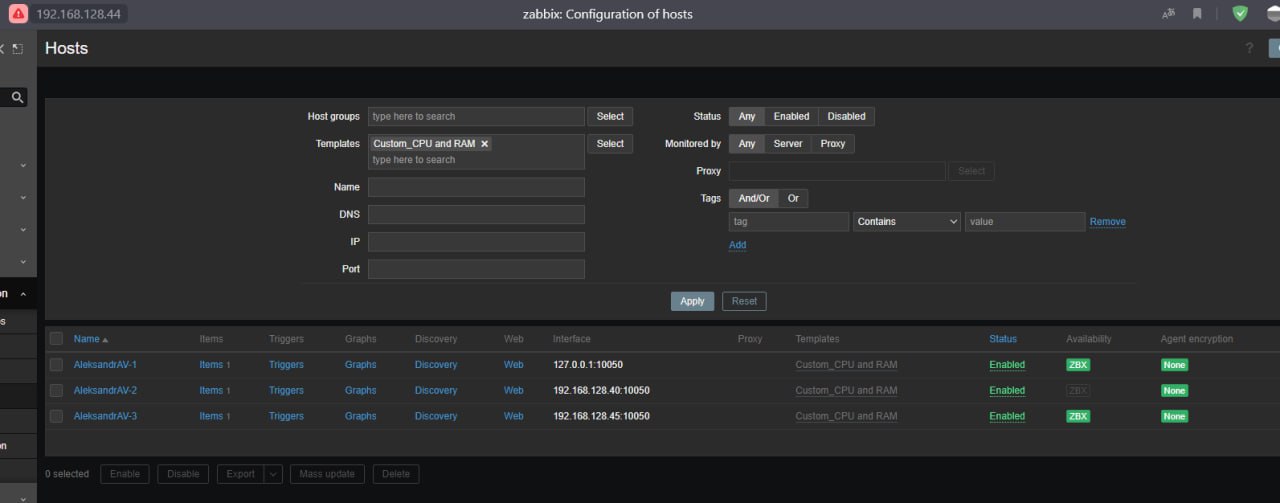 192.168.128.44 zabbix: Configuration of hosts
Hosts ?
Host groups type here to search Select Status Any Enabled Disabled
Templates Custom_CPU and RAM × Select Monitored by Any Server Proxy
type here to search
Proxy Select
Name Tags And/Or Or
DNS tag Contains value Remove
IP Add
Port
Apply Reset
on
os
Name Items Triggers Graphs Discovery Web Interface Proxy Templates Status Availability Agent encryption
AleksandrAV-1 Items 1 Triggers Graphs Discovery Web 127.0.0.1:10050 Custom_CPU and RAM Enabled ZBX None
AleksandrAV-2 Items 1 Triggers Graphs Discovery Web 192.168.128.40:10050 Custom_CPU and RAM Enabled ZBX None
AleksandrAV-3 Items 1 Triggers Graphs Discovery Web 192.168.128.45:10050 Custom_CPU and RAM Enabled ZBX None
on
0 selected Enable Disable Export Mass update Delete